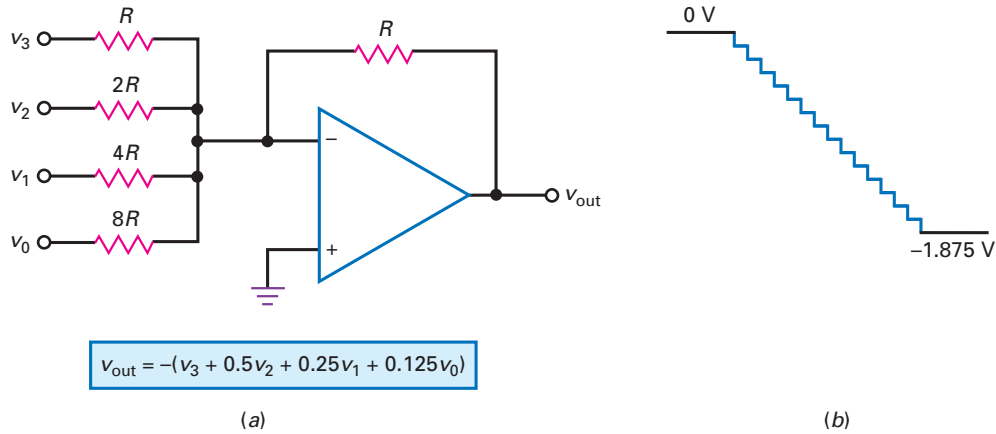 R
v3
2R
v2
4R
v1
8R
v0
R
−
+
vout
vout = −(v3 + 0.5v2 + 0.25v1 + 0.125v0)
(a)
0 V
−1.875 V
(b)